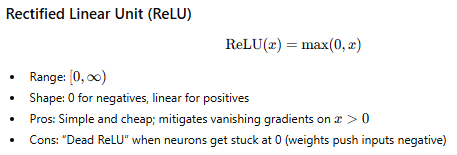 Rectified Linear Unit (ReLU)
ReLU(x) = max(0, x)
• Range: [0, ∞)
• Shape: 0 for negatives, linear for positives
• Pros: Simple and cheap; mitigates vanishing gradients on x > 0
• Cons: “Dead ReLU” when neurons get stuck at 0 (weights push inputs negative)